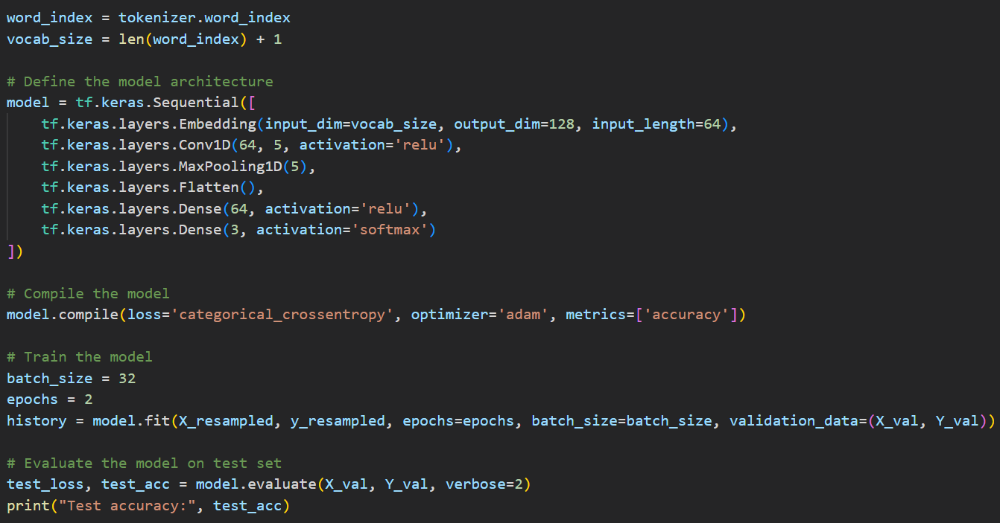 word_index = tokenizer.word_index
vocab_size = len(word_index) + 1
# Define the model architecture
model = tf.keras.Sequential([
    tf.keras.layers.Embedding(input_dim=vocab_size, output_dim=128, input_length=64),
    tf.keras.layers.Conv1D(64, 5, activation='relu'),
    tf.keras.layers.MaxPooling1D(5),
    tf.keras.layers.Flatten(),
    tf.keras.layers.Dense(64, activation='relu'),
    tf.keras.layers.Dense(3, activation='softmax')
])
# Compile the model
model.compile(loss='categorical_crossentropy', optimizer='adam', metrics=['accuracy'])
# Train the model
batch_size = 32
epochs = 2
history = model.fit(X_resampled, y_resampled, epochs=epochs, batch_size=batch_size, validation_data=(X_val, Y_val))
# Evaluate the model on test set
test_loss, test_acc = model.evaluate(X_val, Y_val, verbose=2)
print("Test accuracy:", test_acc)